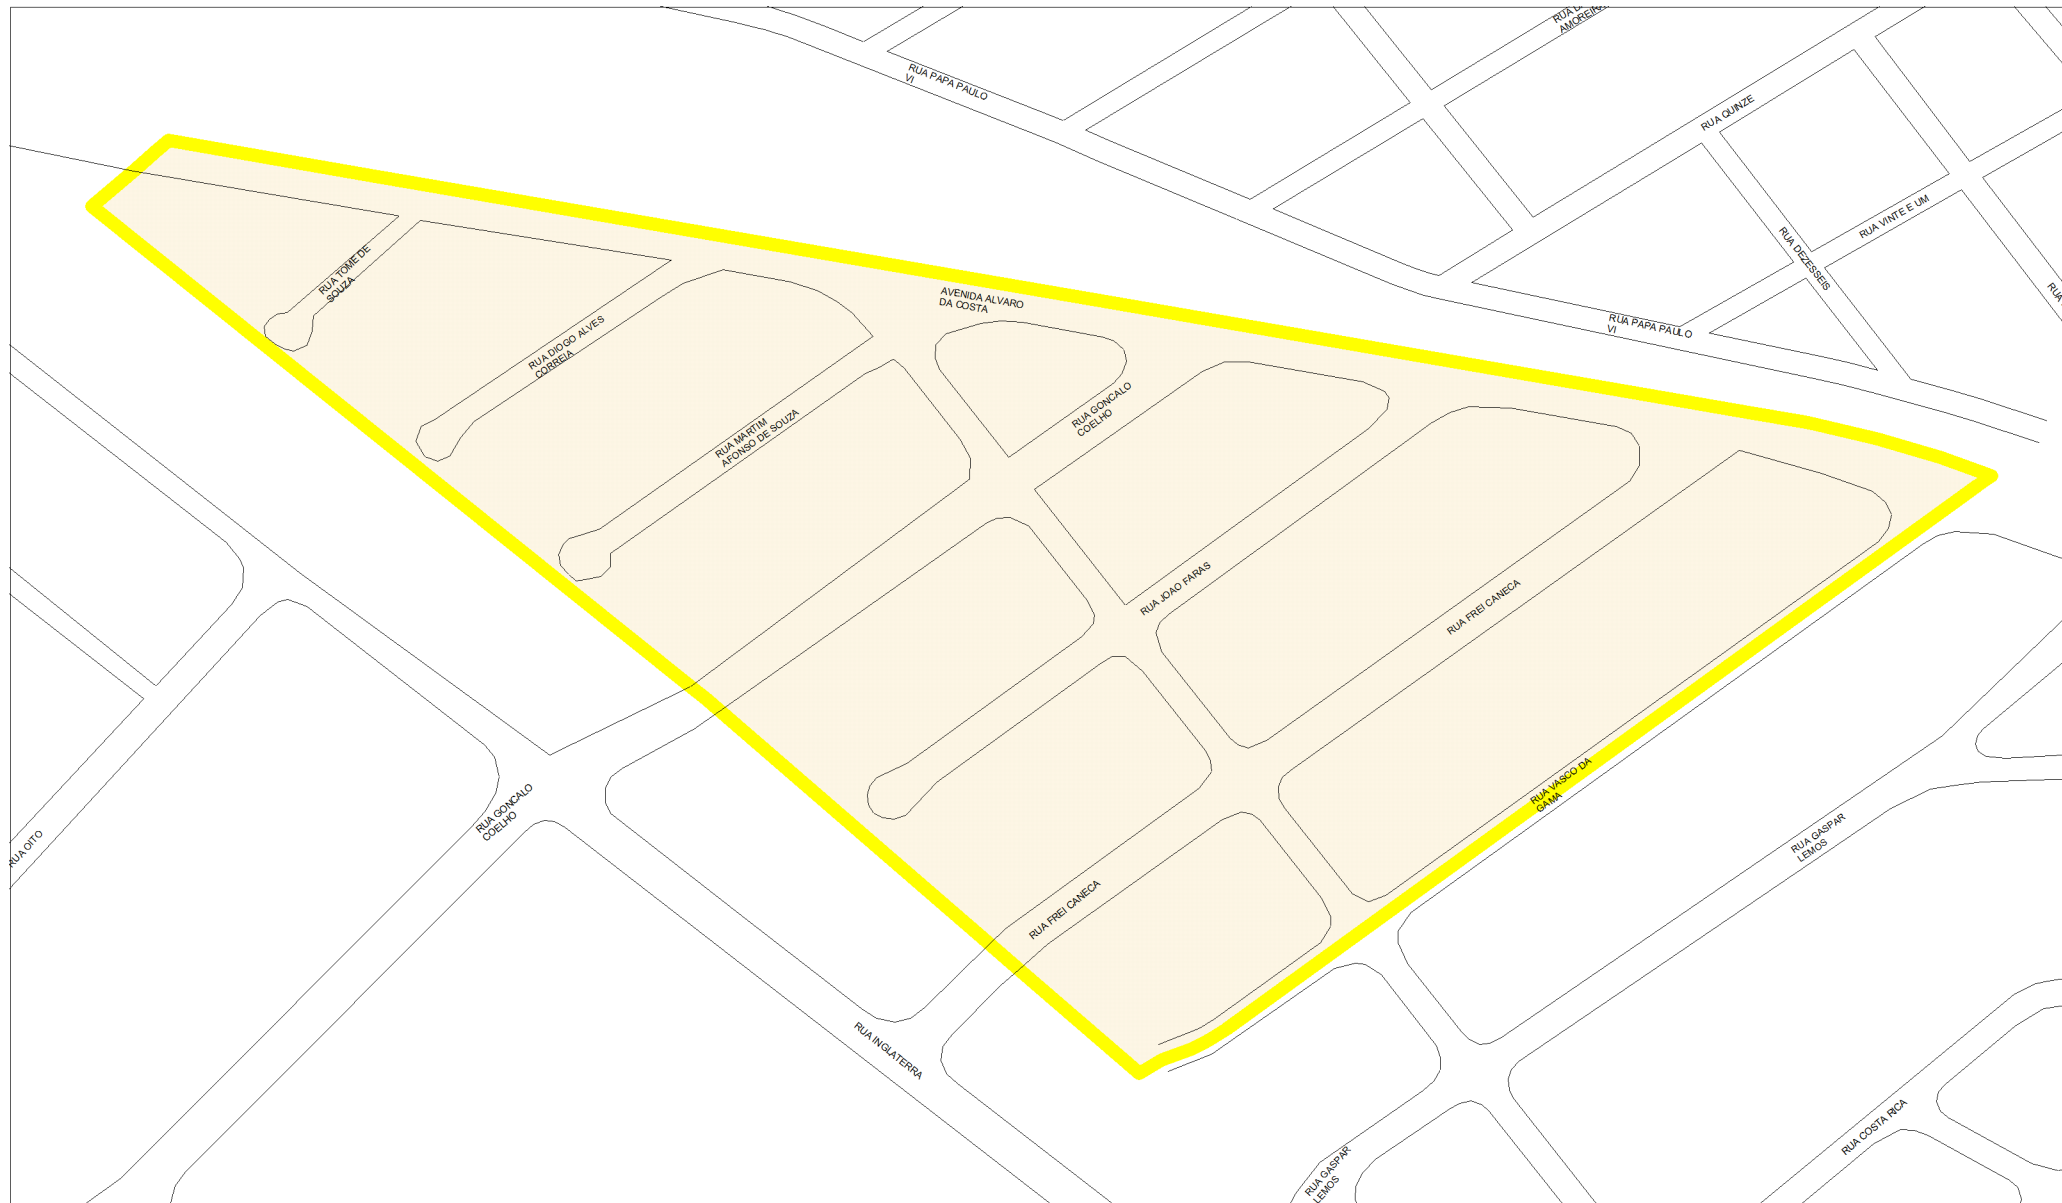 RUA PAPA PAULO
VI
RUA QUINZE
RUA VINTE E UM
RUA DEZESSEIS
RUA PAPA PAULO
VI
RUA TOME DE
SOUZA
RUA DIOGO ALVES
CORREIA
AVENIDA ALVARO
DA COSTA
RUA MARTIM
AFONSO DE SOUZA
RUA GONCALO
COELHO
RUA JOAO FARAS
RUA FREI CANECA
RUA VASCO DA
GAMA
RUA GONCALO
COELHO
RUA OITO
RUA GASPAR
LEMOS
RUA FREI CANECA
RUA INGLATERRA
RUA COSTA RICA
RUA GASPAR
LEMOS
RUA